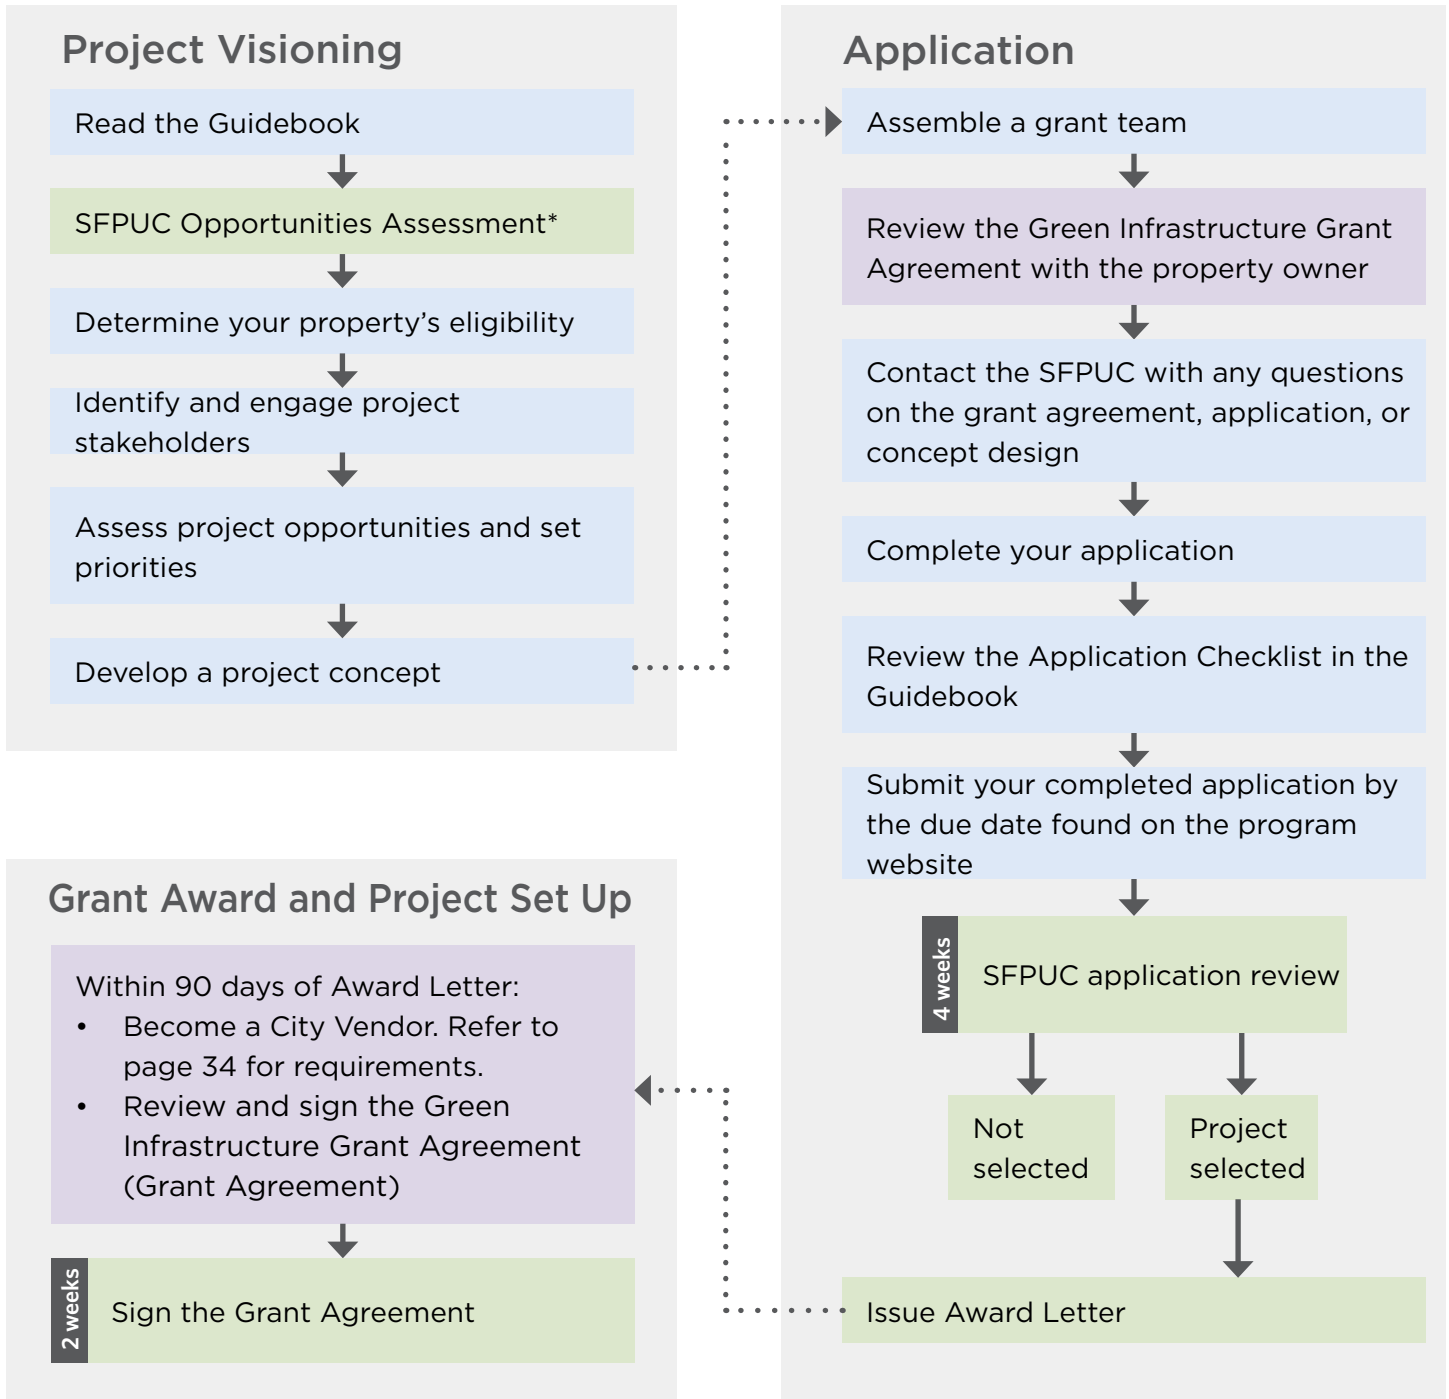 Project Visioning
Read the Guidebook
SFPUC Opportunities Assessment*
Determine your property’s eligibility
Identify and engage project
stakeholders
Assess project opportunities and set
priorities
Develop a project concept
Application
Assemble a grant team
Review the Green Infrastructure Grant
Agreement with the property owner
Contact the SFPUC with any questions
on the grant agreement, application, or
concept design
Complete your application
Review the Application Checklist in the
Guidebook
Submit your completed application by
the due date found on the program
website
4 weeks
SFPUC application review
Not
selected
Project
selected
Issue Award Letter
Grant Award and Project Set Up
Within 90 days of Award Letter:
• Become a City Vendor. Refer to
page 34 for requirements.
• Review and sign the Green
Infrastructure Grant Agreement
(Grant Agreement)
2 weeks
Sign the Grant Agreement